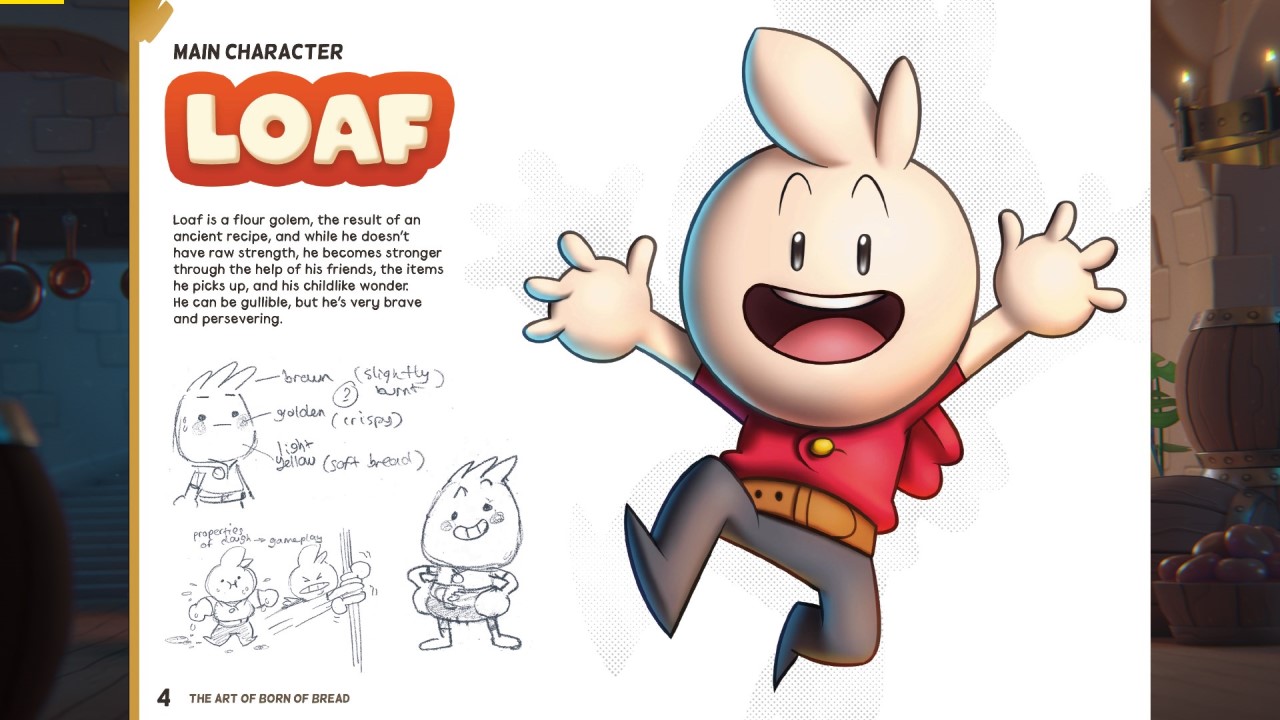 MAIN CHARACTER
LOAF
Loaf is a flour golem, the result of an
ancient recipe, and while he doesn't
have raw strength, he becomes stronger
through the help of his friends, the items
he picks up, and his childlike wonder.
He can be gullible, but he's very brave
and persevering.
brown (slightly
burnt)
?
golden (crispy)
light
yellow (soft bread)
properties
of dough → gameplay
4 THE ART OF BORN OF BREAD